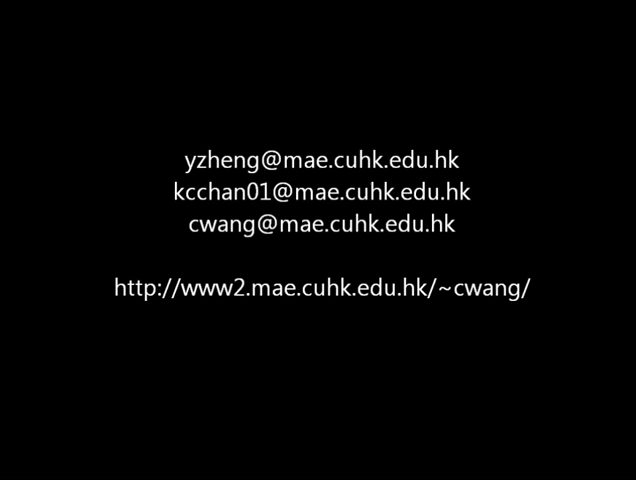 yzheng@mae.cuhk.edu.hk
kcchan01@mae.cuhk.edu.hk
cwang@mae.cuhk.edu.hk
http://www2.mae.cuhk.edu.hk/~cwang/